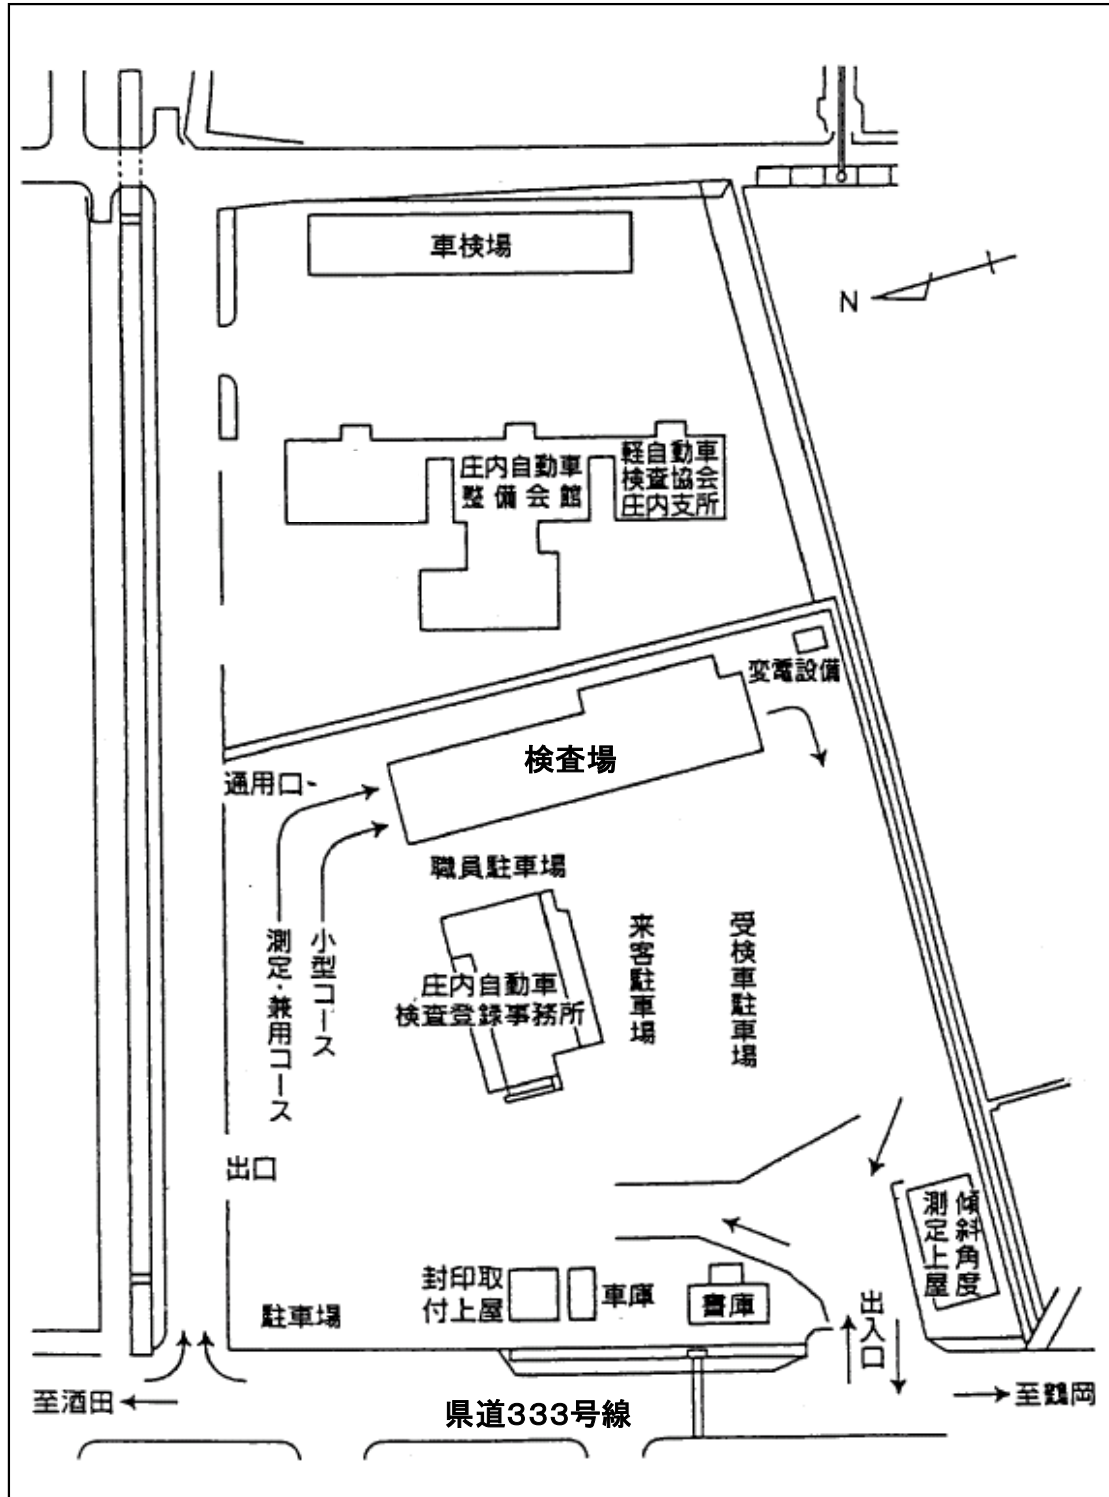 車検場
N
庄内自動車
整備会館
軽自動車
検査協会
庄内支所
変電設備
検査場
通用口
職員駐車場
測定・兼用コース
小型コース
庄内自動車
検査登録事務所
来客駐車場
受検車駐車場
出口
傾斜角度
測定上屋
封印取
付上屋
車庫
書庫
出入口
駐車場
至酒田
県道333号線
至鶴岡